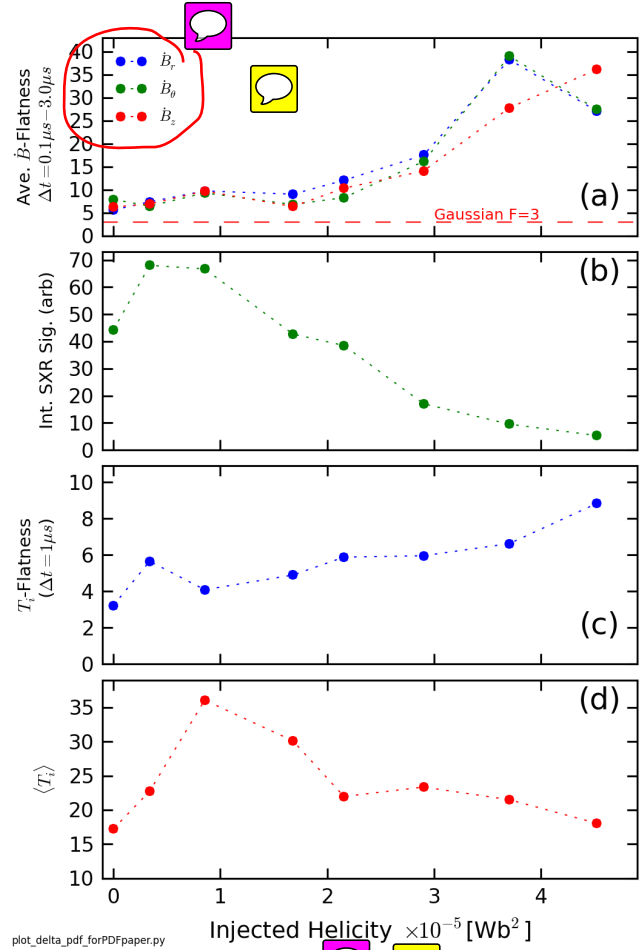 40
35
30
25
20
15
10
5
0
Ave. Ḃ-Flatness
Δt=0.1μs−3.0μs
Ḃ_r
Ḃ_θ
Ḃ_z
Gaussian F=3
(a)
70
60
50
40
30
20
10
0
Int. SXR Sig. (arb)
(b)
10
8
6
4
2
0
T_i-Flatness
(Δt=1μs)
(c)
35
30
25
20
15
10
⟨T_i⟩
(d)
0 1 2 3 4
Injected Helicity ×10⁻⁵ [Wb²]
plot_delta_pdf_forPDFpaper.py